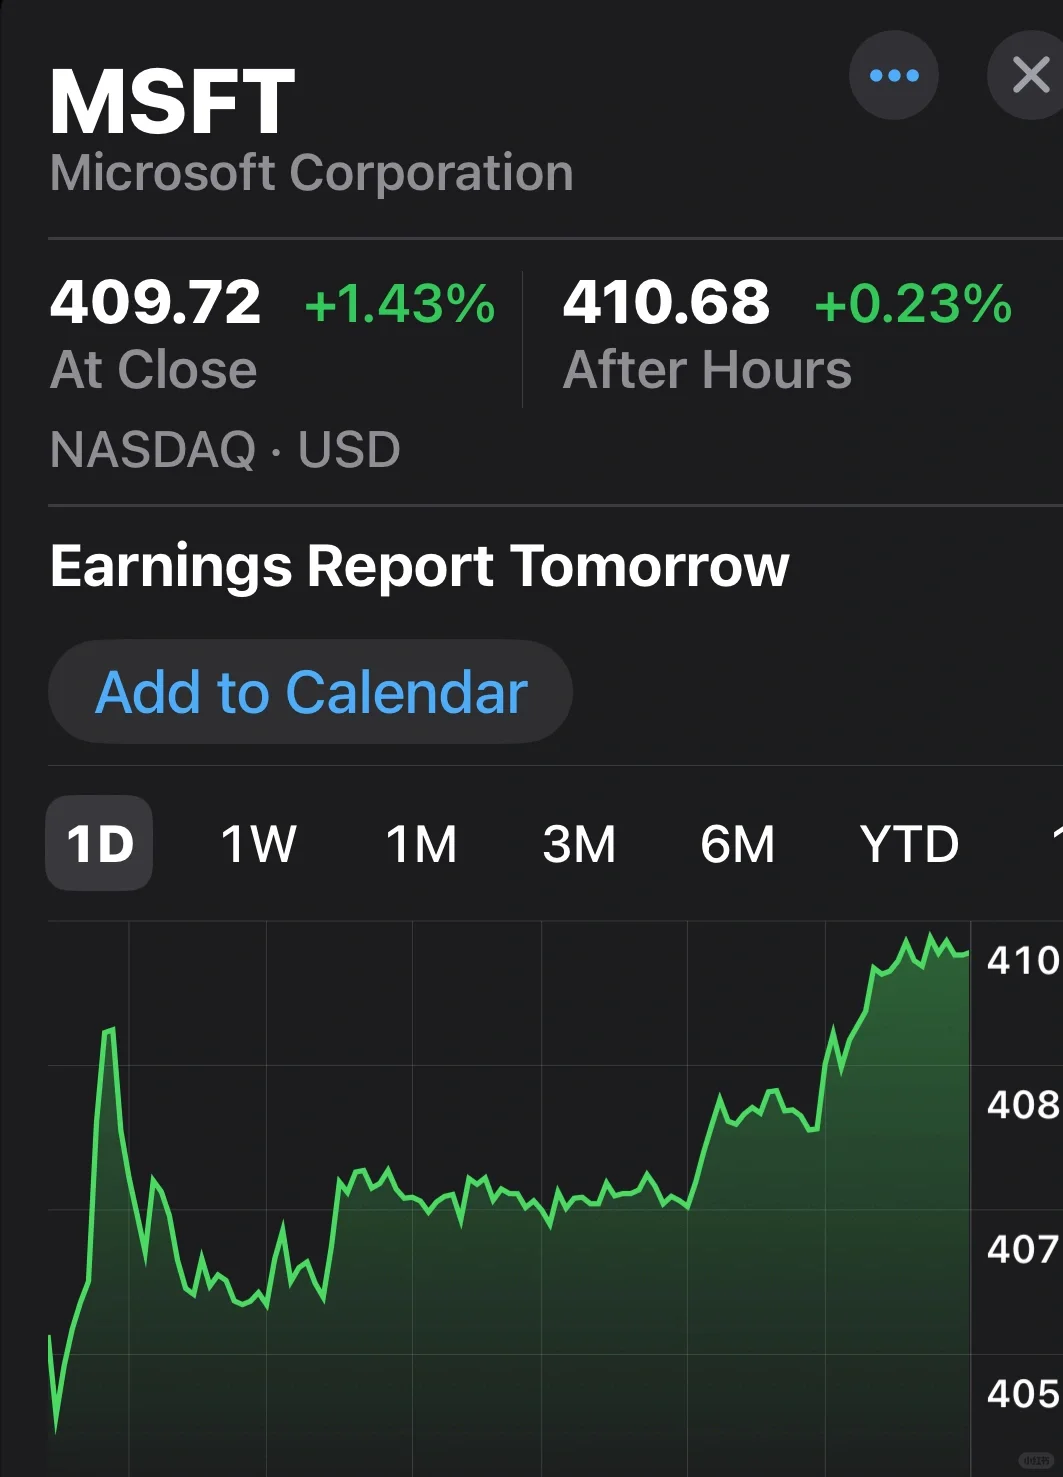 MSFT
Microsoft Corporation
409.72 +1.43% 410.68 +0.23%
At Close After Hours
NASDAQ · USD
Earnings Report Tomorrow
Add to Calendar
1D 1W 1M 3M 6M YTD
410
408
407
405